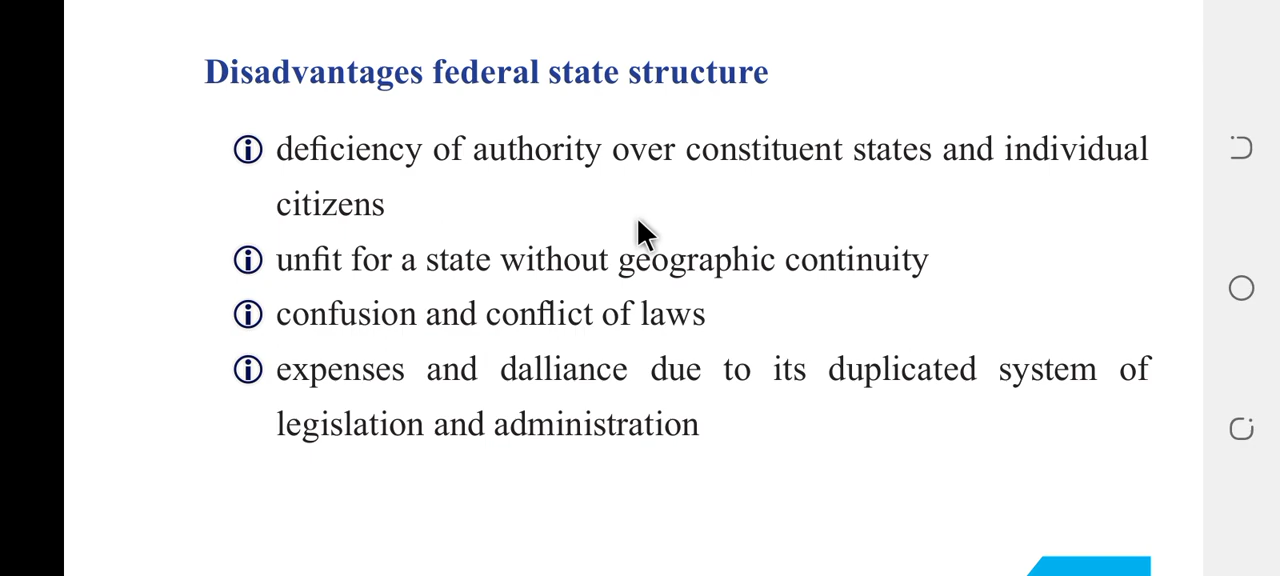 Disadvantages federal state structure
deficiency of authority over constituent states and individual
citizens
unfit for a state without geographic continuity
confusion and conflict of laws
expenses and dalliance due to its duplicated system of
legislation and administration